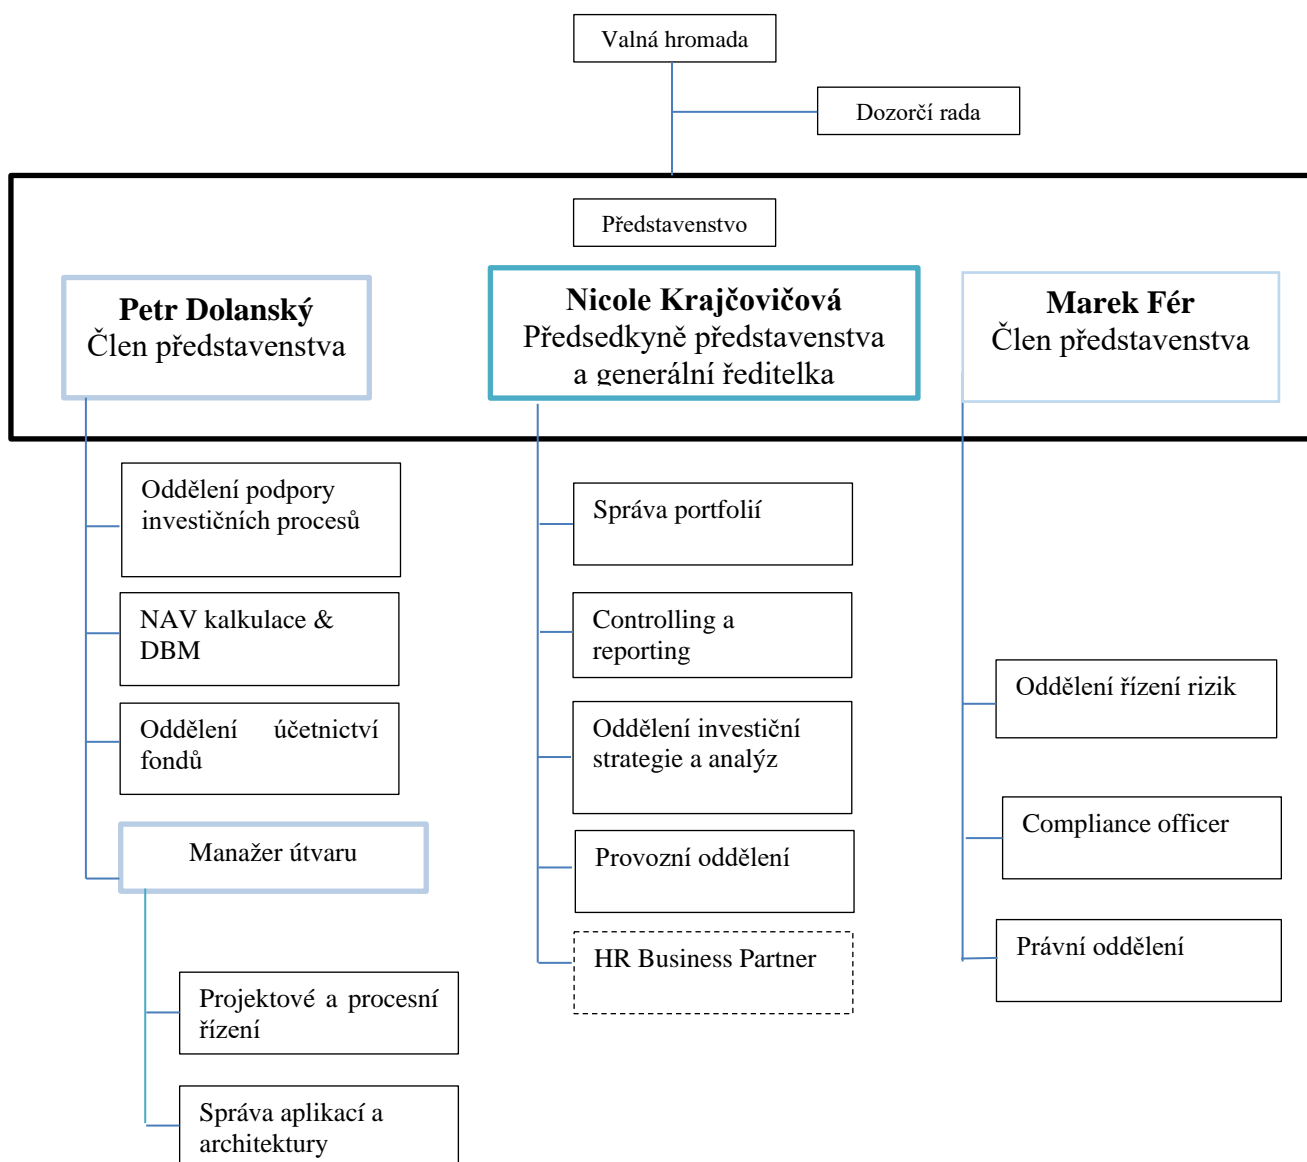 Valná hromada
Dozorčí rada
Představenstvo
Petr Dolanský
Člen představenstva
Nicole Krajčovičová
Předsedkyně představenstva
a generální ředitelka
Marek Fér
Člen představenstva
Oddělení podpory
investičních procesů
NAV kalkulace &
DBM
Oddělení účetnictví
fondů
Manažer útvaru
Projektové a procesní
řízení
Správa aplikací a
architektury
Správa portfolií
Controlling a
reporting
Oddělení investiční
strategie a analýz
Provozní oddělení
HR Business Partner
Oddělení řízení rizik
Compliance officer
Právní oddělení